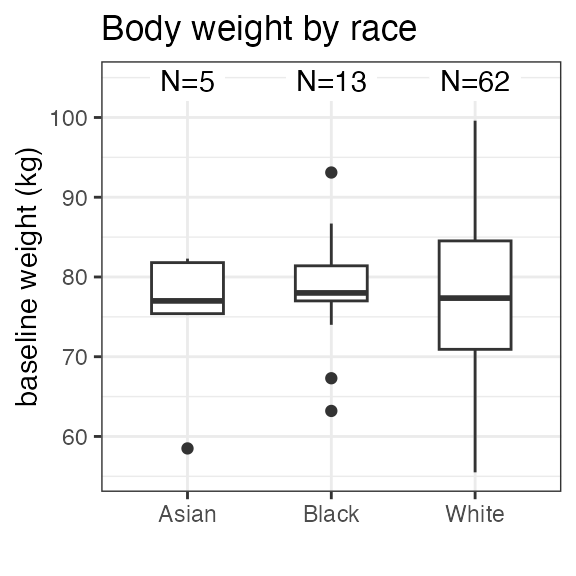 Body weight by race
N=5 N=13 N=62
baseline weight (kg)
100
90
80
70
60
Asian Black White